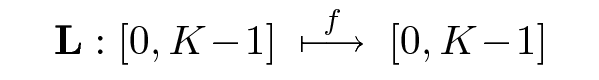 L : [0, K−1] ⟼ᶠ [0, K−1]